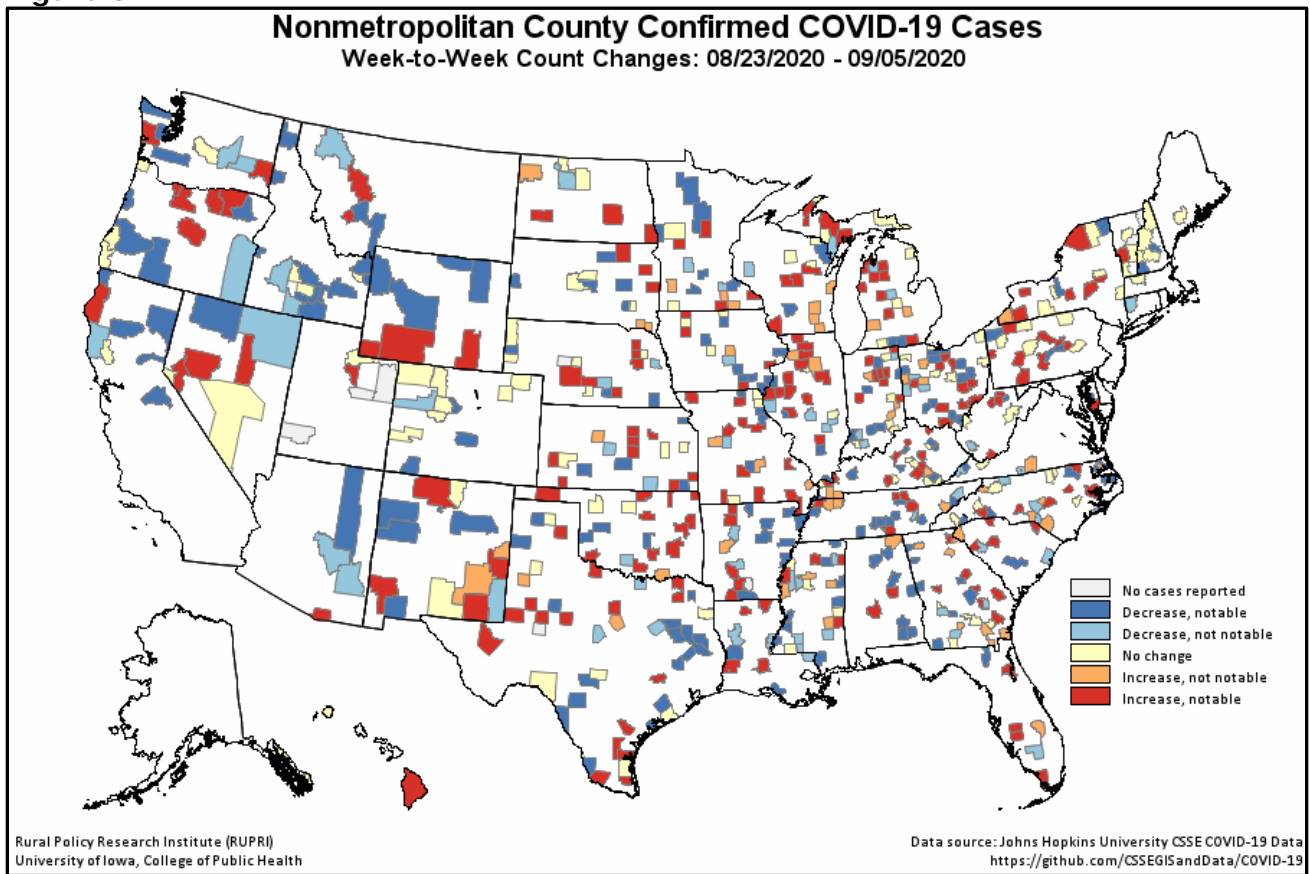 Nonmetropolitan County Confirmed COVID-19 Cases
Week-to-Week Count Changes: 08/23/2020 - 09/05/2020
No cases reported
Decrease, notable
Decrease, not notable
No change
Increase, not notable
Increase, notable
Rural Policy Research Institute (RUPRI)
University of Iowa, College of Public Health
Data source: Johns Hopkins University CSSE COVID-19 Data
https://github.com/CSSEGISandData/COVID-19